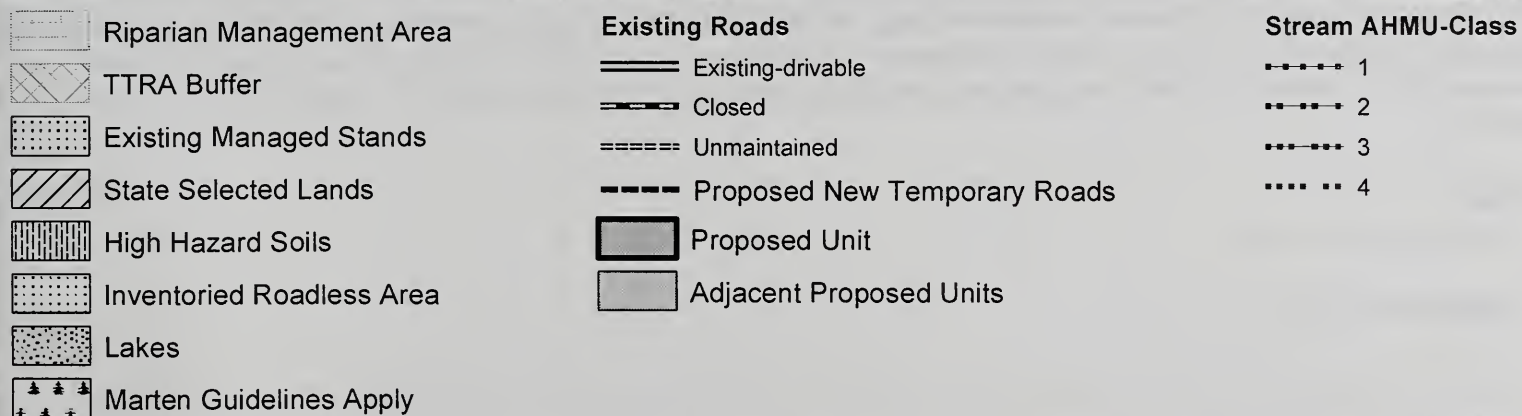 Riparian Management Area
TTRA Buffer
Existing Managed Stands
State Selected Lands
High Hazard Soils
Inventoried Roadless Area
Lakes
Marten Guidelines Apply
Existing Roads
Existing-drivable
Closed
Unmaintained
Proposed New Temporary Roads
Proposed Unit
Adjacent Proposed Units
Stream AHMU-Class
1
2
3
4